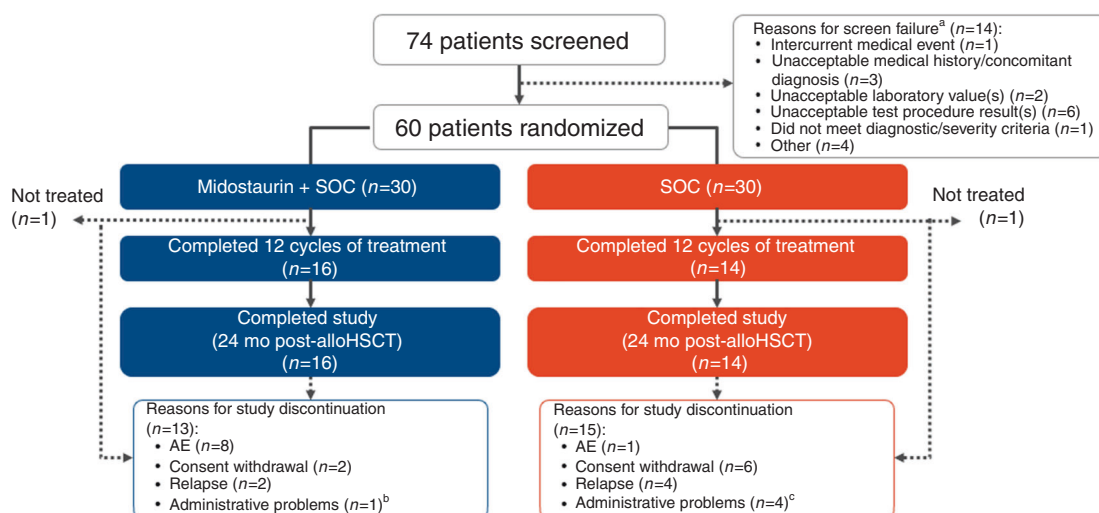 74 patients screened
Reasons for screen failureᵃ (n=14):
• Intercurrent medical event (n=1)
• Unacceptable medical history/concomitant
diagnosis (n=3)
• Unacceptable laboratory value(s) (n=2)
• Unacceptable test procedure result(s) (n=6)
• Did not meet diagnostic/severity criteria (n=1)
• Other (n=4)
60 patients randomized
Not treated
(n=1)
Midostaurin + SOC (n=30)
SOC (n=30)
Not treated
(n=1)
Completed 12 cycles of treatment
(n=16)
Completed 12 cycles of treatment
(n=14)
Completed study
(24 mo post-alloHSCT)
(n=16)
Completed study
(24 mo post-alloHSCT)
(n=14)
Reasons for study discontinuation
(n=13):
• AE (n=8)
• Consent withdrawal (n=2)
• Relapse (n=2)
• Administrative problems (n=1)ᵇ
Reasons for study discontinuation
(n=15):
• AE (n=1)
• Consent withdrawal (n=6)
• Relapse (n=4)
• Administrative problems (n=4)ᶜ